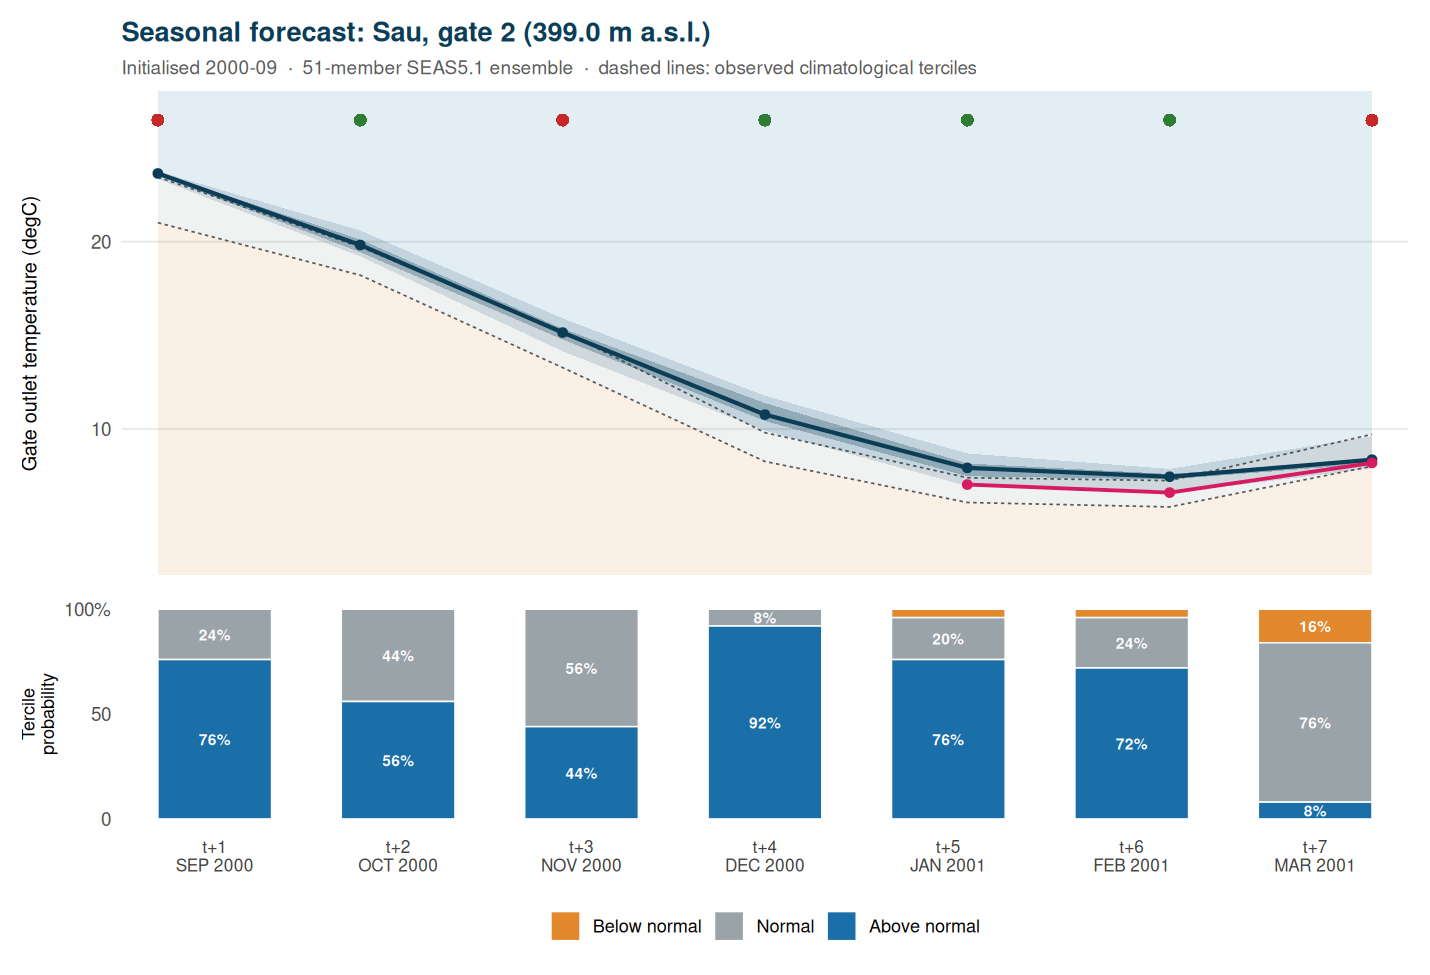 Seasonal forecast: Sau, gate 2 (399.0 m a.s.l.)
Initialised 2000-09 · 51-member SEAS5.1 ensemble · dashed lines: observed climatological terciles
Gate outlet temperature (degC)
20
10
Tercile
probability
100%
50
0
24%
76%
44%
56%
56%
44%
8%
92%
20%
76%
24%
72%
16%
76%
8%
t+1
SEP 2000
t+2
OCT 2000
t+3
NOV 2000
t+4
DEC 2000
t+5
JAN 2001
t+6
FEB 2001
t+7
MAR 2001
Below normal
Normal
Above normal